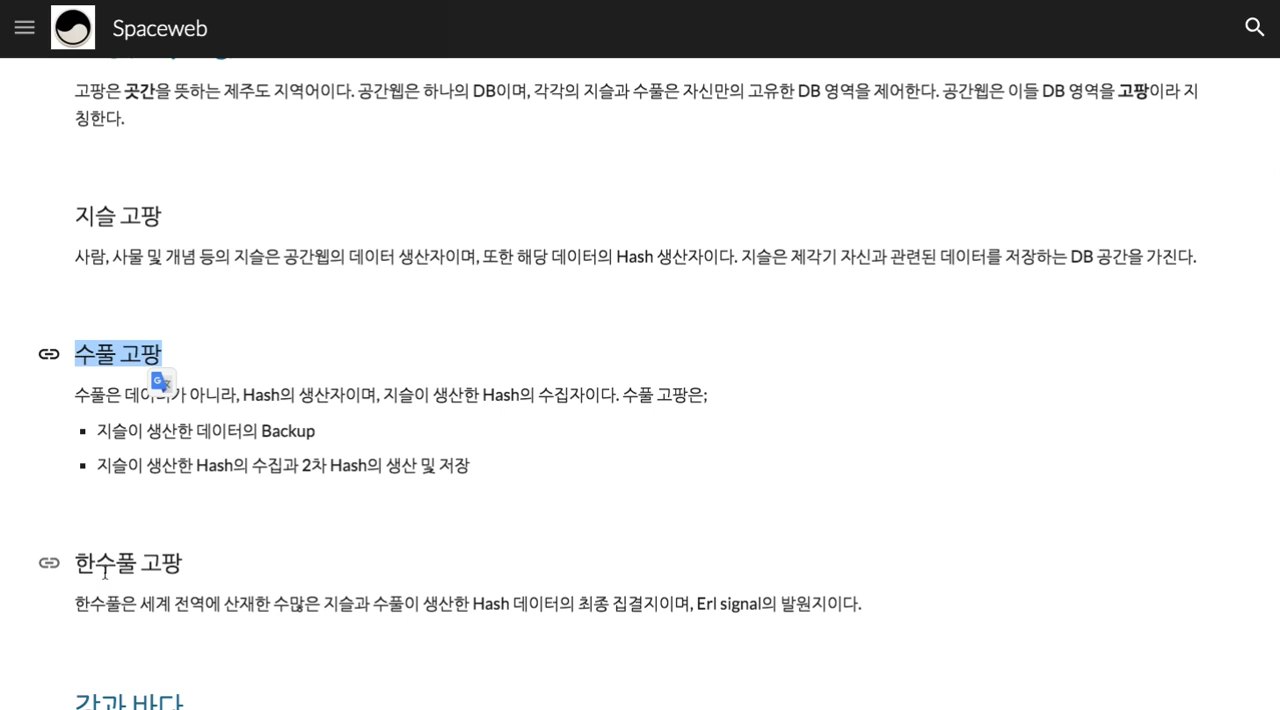 Spaceweb
고팡은 곳간을 뜻하는 제주도 지역어이다. 공간웹은 하나의 DB이며, 각각의 지슬과 수풀은 자신만의 고유한 DB 영역을 제어한다. 공간웹은 이들 DB 영역을 고팡이라 지
칭한다.
지슬 고팡
사람, 사물 및 개념 등의 지슬은 공간웹의 데이터 생산자이며, 또한 해당 데이터의 Hash 생산자이다. 지슬은 제각기 자신과 관련된 데이터를 저장하는 DB 공간을 가진다.
수풀 고팡
수풀은 데이터가 아니라, Hash의 생산자이며, 지슬이 생산한 Hash의 수집자이다. 수풀 고팡은;
지슬이 생산한 데이터의 Backup
지슬이 생산한 Hash의 수집과 2차 Hash의 생산 및 저장
한수풀 고팡
한수풀은 세계 전역에 산재한 수많은 지슬과 수풀이 생산한 Hash 데이터의 최종 집결지이며, Erl signal의 발원지이다.